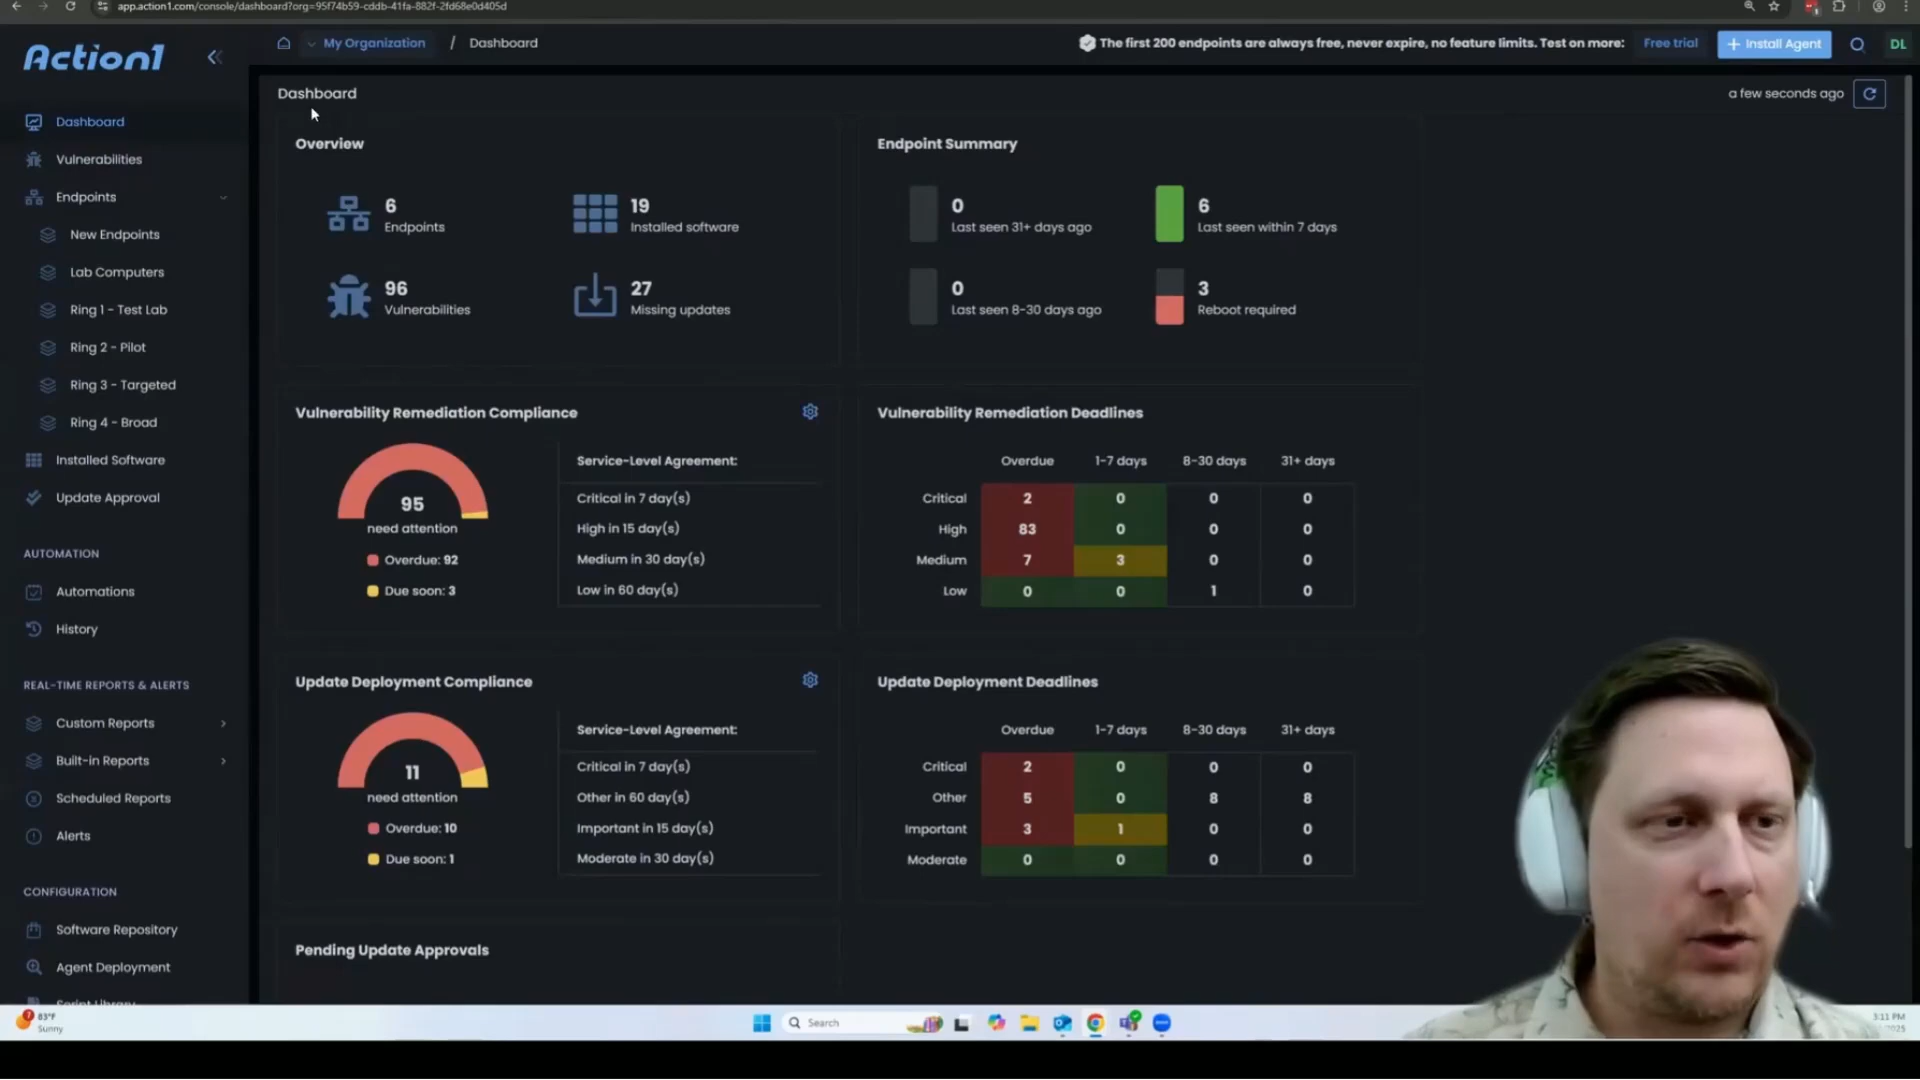 app.action1.com/console/dashboard?org=95f74b59-cddb-41fa-882f-2fd68e0d405d
Action1
My Organization / Dashboard
The first 200 endpoints are always free, never expire, no feature limits. Test on more:
Free trial
+ Install Agent
DL
Dashboard
Vulnerabilities
Endpoints
New Endpoints
Lab Computers
Ring 1 - Test Lab
Ring 2 - Pilot
Ring 3 - Targeted
Ring 4 - Broad
Installed Software
Update Approval
AUTOMATION
Automations
History
REAL-TIME REPORTS & ALERTS
Custom Reports
Built-in Reports
Scheduled Reports
Alerts
CONFIGURATION
Software Repository
Agent Deployment
Script Library
Dashboard
a few seconds ago
Overview
6
Endpoints
19
Installed software
96
Vulnerabilities
27
Missing updates
Endpoint Summary
0
Last seen 31+ days ago
6
Last seen within 7 days
0
Last seen 8-30 days ago
3
Reboot required
Vulnerability Remediation Compliance
95
need attention
Overdue: 92
Due soon: 3
Service-Level Agreement:
Critical in 7 day(s)
High in 15 day(s)
Medium in 30 day(s)
Low in 60 day(s)
Vulnerability Remediation Deadlines
Overdue 1-7 days 8-30 days 31+ days
Critical 2 0 0 0
High 83 0 0 0
Medium 7 3 0 0
Low 0 0 1 0
Update Deployment Compliance
11
need attention
Overdue: 10
Due soon: 1
Service-Level Agreement:
Critical in 7 day(s)
Other in 60 day(s)
Important in 15 day(s)
Moderate in 30 day(s)
Update Deployment Deadlines
Overdue 1-7 days 8-30 days 31+ days
Critical 2 0 0 0
Other 5 0 8 8
Important 3 1 0 0
Moderate 0 0 0 0
Pending Update Approvals
83°F
Sunny
Search
3:11 PM